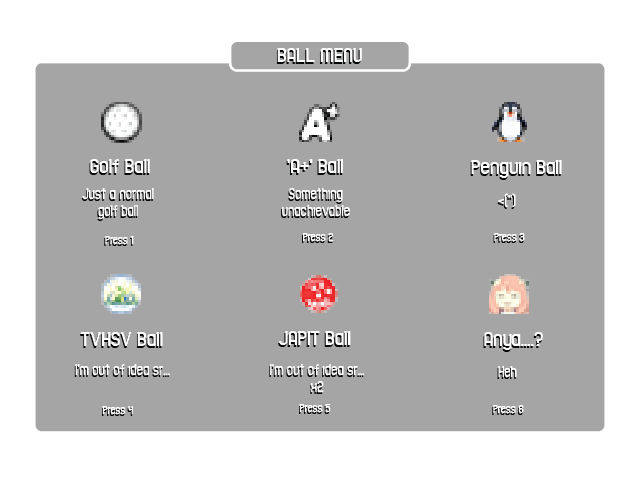 BALL MENU
Golf Ball
'A+' Ball
Penguin Ball
Just a normal
golf ball
Something
unachievable
<(")
Press 1
Press 2
Press 3
TVHSV Ball
JAPIT Ball
Anya....?
I'm out of idea sr...
I'm out of idea sr...
x2
Heh
Press 4
Press 5
Press 6